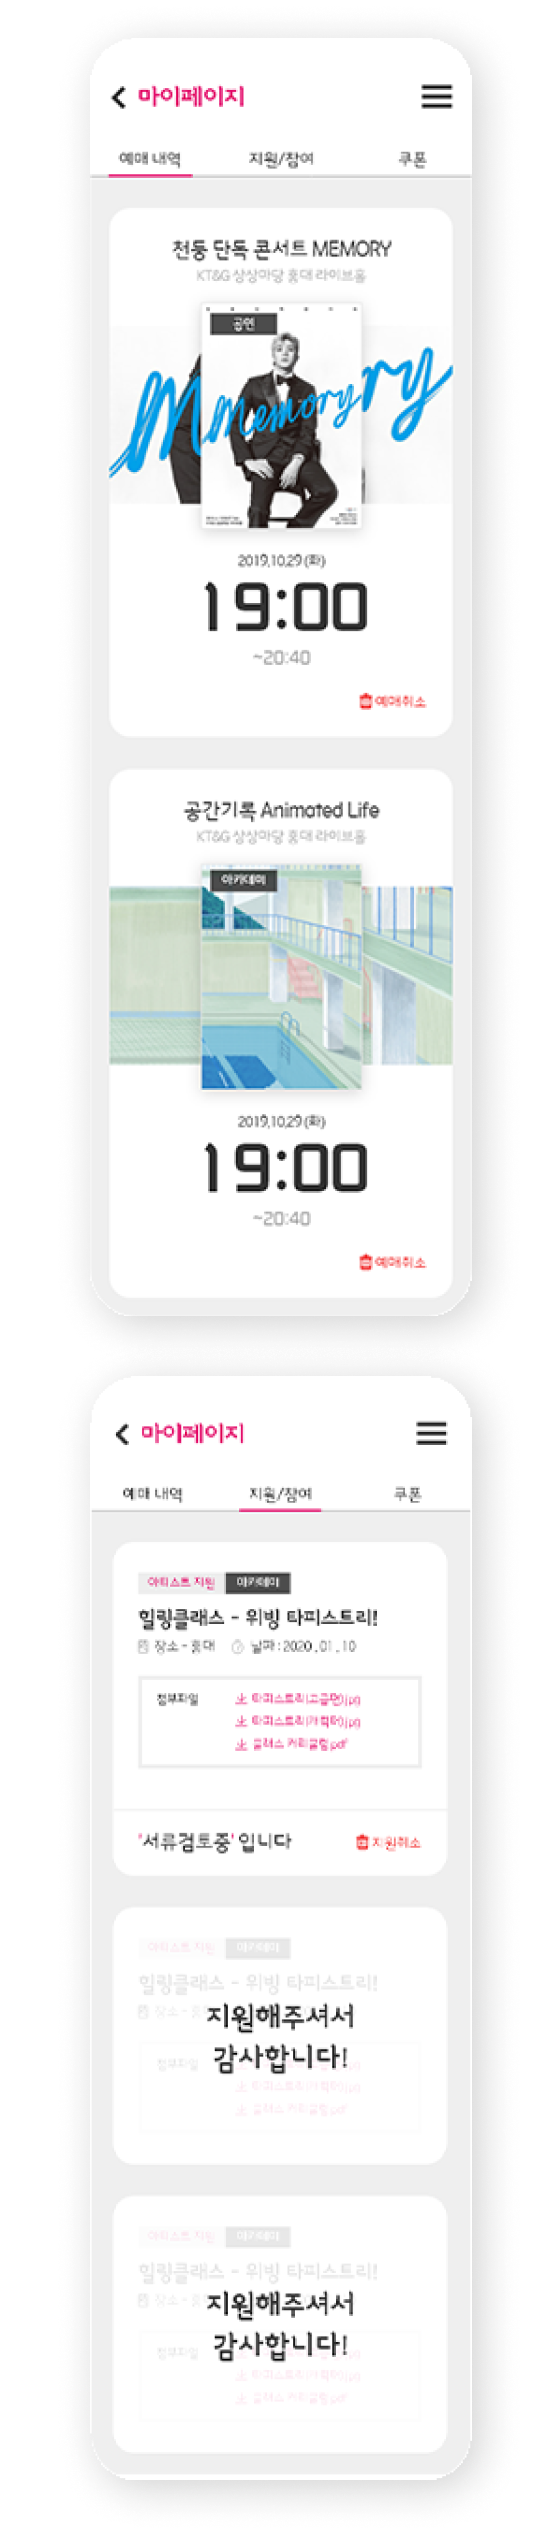 마이페이지
예매 내역 지원/참여 쿠폰
천둥 단독 콘서트 MEMORY
KT&G 상상마당 홍대 라이브홀
공연
Memory
ry
2019.10.29 (화)
19:00
~20:40
예매취소
공간기록 Animated Life
KT&G 상상마당 홍대 라이브홀
아카데미
2019.10.29 (화)
19:00
~20:40
예매취소
마이페이지
예매 내역 지원/참여 쿠폰
아티스트 지원 아카데미
힐링클래스 - 위빙 타피스트리!
장소 - 홍대 날짜 : 2020 . 01 . 10
첨부파일 타피스트리(고급편).jpg
타피스트리(캐릭터).jpg
클래스 커리큘럼.pdf
'서류검토중' 입니다 지원취소
아티스트 지원 아카데미
힐링클래스 - 위빙 타피스트리!
장소 - 홍대
지원해주셔서
감사합니다!
첨부파일
타피스트리(캐릭터).jpg
클래스 커리큘럼.pdf
아티스트 지원 아카데미
힐링클래스 - 위빙 타피스트리!
장소 - 홍대
지원해주셔서
감사합니다!
첨부파일
타피스트리(캐릭터).jpg
클래스 커리큘럼.pdf